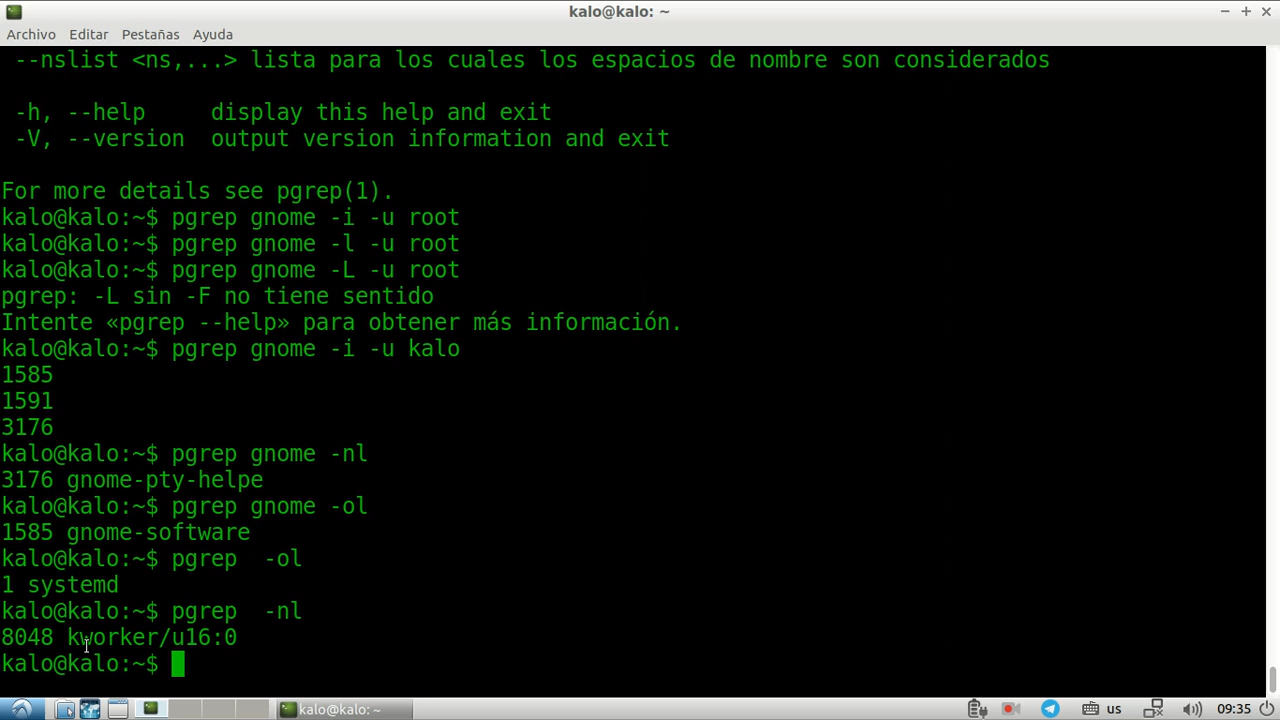 kalo@kalo: ~
Archivo Editar Pestañas Ayuda
--nslist <ns,...> lista para los cuales los espacios de nombre son considerados
-h, --help     display this help and exit
-V, --version  output version information and exit
For more details see pgrep(1).
kalo@kalo:~$ pgrep gnome -i -u root
kalo@kalo:~$ pgrep gnome -l -u root
kalo@kalo:~$ pgrep gnome -L -u root
pgrep: -L sin -F no tiene sentido
Intente «pgrep --help» para obtener más información.
kalo@kalo:~$ pgrep gnome -i -u kalo
1585
1591
3176
kalo@kalo:~$ pgrep gnome -nl
3176 gnome-pty-helpe
kalo@kalo:~$ pgrep gnome -ol
1585 gnome-software
kalo@kalo:~$ pgrep  -ol
1 systemd
kalo@kalo:~$ pgrep  -nl
8048 kworker/u16:0
kalo@kalo:~$
kalo@kalo: ~ us 09:35